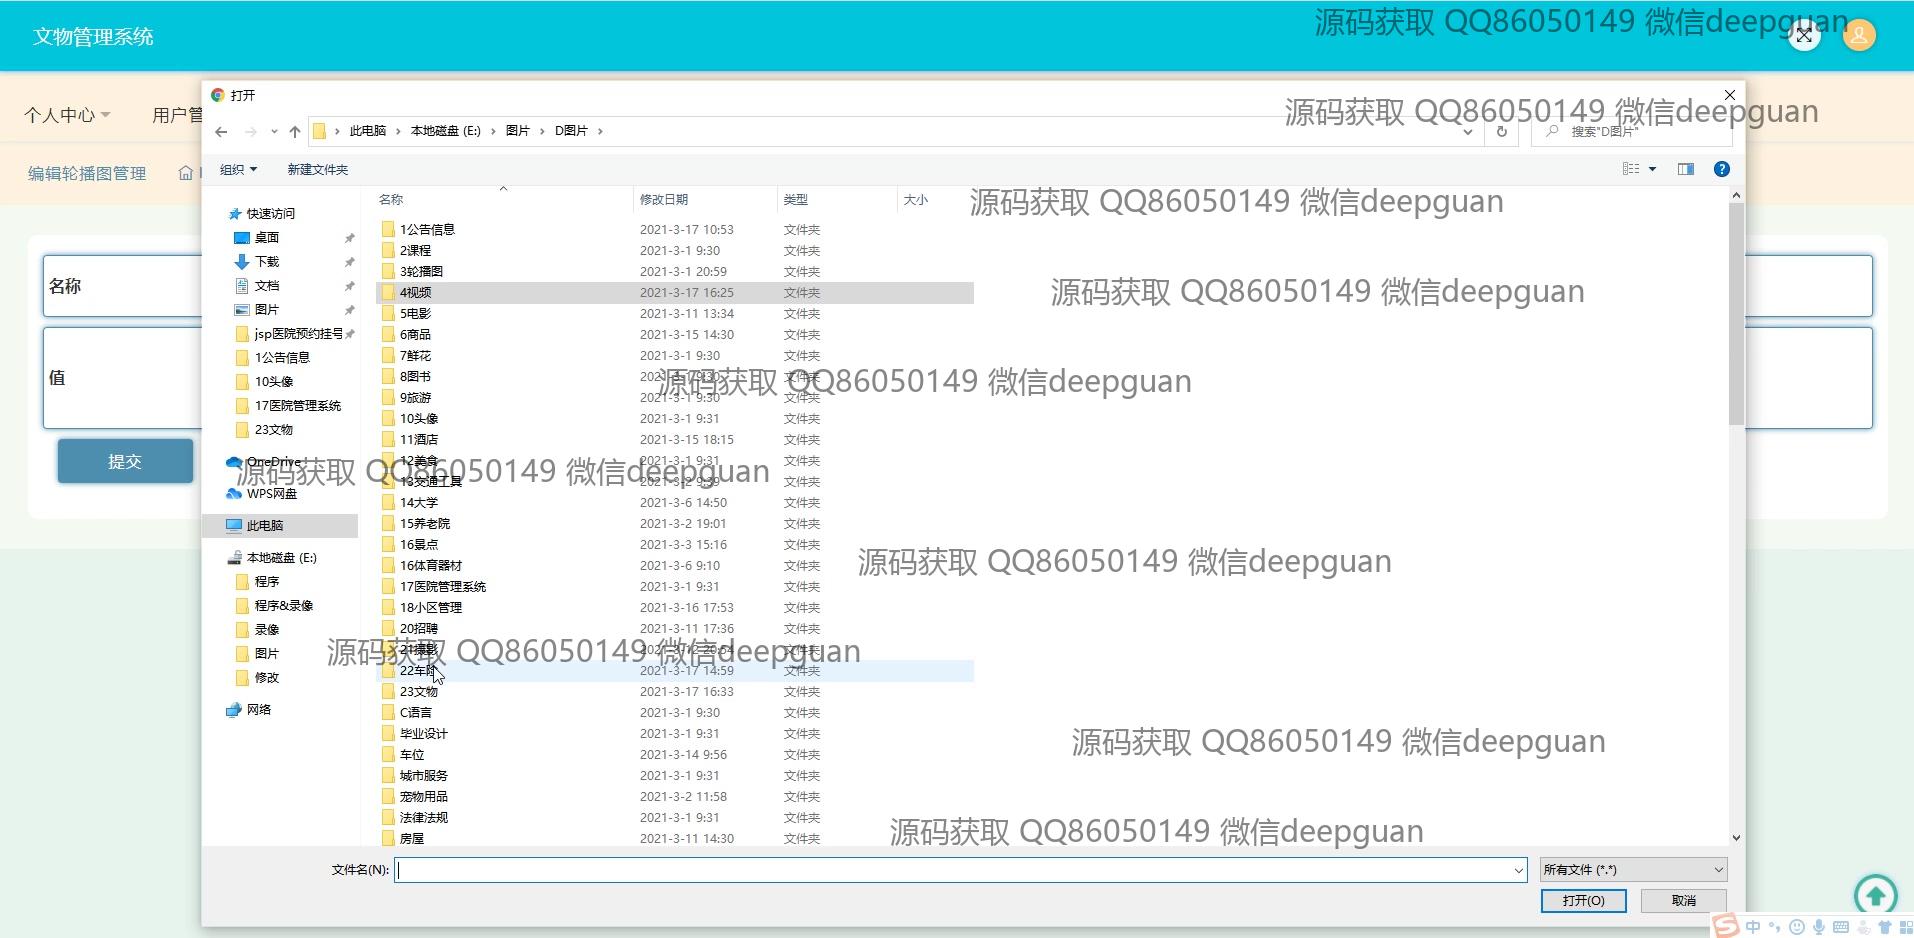 文物管理系统
源码获取 QQ86050149 微信deepguan
个人中心
用户管
打开
源码获取 QQ86050149 微信deepguan
此电脑 本地磁盘 (E:) 图片 D图片
搜索"D图片"
编辑轮播图管理
组织
新建文件夹
名称 修改日期 类型 大小
源码获取 QQ86050149 微信deepguan
快速访问
桌面
下载
文档
图片
jsp医院预约挂号
1公告信息
10头像
17医院管理系统
23文物
OneDrive
WPS网盘
此电脑
本地磁盘 (E:)
程序
程序&录像
录像
图片
修改
网络
1公告信息 2021-3-17 10:53 文件夹
2课程 2021-3-1 9:30 文件夹
3轮播图 2021-3-1 20:59 文件夹
4视频 2021-3-17 16:25 文件夹
源码获取 QQ86050149 微信deepguan
5电影 2021-3-11 13:34 文件夹
6商品 2021-3-15 14:30 文件夹
7鲜花 2021-3-1 9:30 文件夹
8图书 2021-3-1 9:30 文件夹
源码获取 QQ86050149 微信deepguan
9旅游 2021-3-1 9:30 文件夹
10头像 2021-3-1 9:31 文件夹
11酒店 2021-3-15 18:15 文件夹
12美食 2021-3-1 9:31 文件夹
源码获取 QQ86050149 微信deepguan
13交通工具 2021-3-2 9:39 文件夹
14大学 2021-3-6 14:50 文件夹
15养老院 2021-3-2 19:01 文件夹
16景点 2021-3-3 15:16 文件夹
源码获取 QQ86050149 微信deepguan
16体育器材 2021-3-6 9:10 文件夹
17医院管理系统 2021-3-1 9:31 文件夹
18小区管理 2021-3-16 17:53 文件夹
20招聘 2021-3-11 17:36 文件夹
21摄影 文件夹
源码获取 QQ86050149 微信deepguan
2021-3-17 14:59 文件夹
23文物 2021-3-17 16:33 文件夹
C语言 2021-3-1 9:30 文件夹
毕业设计 2021-3-1 9:31 文件夹
源码获取 QQ86050149 微信deepguan
车位 2021-3-14 9:56 文件夹
城市服务 2021-3-1 9:31 文件夹
宠物用品 2021-3-2 11:58 文件夹
法律法规 2021-3-1 9:31 文件夹
房屋 2021-3-11 14:30 文件夹
源码获取 QQ86050149 微信deepguan
名称
值
提交
文件名(N):
所有文件 (*.*)
打开(O)
取消
中